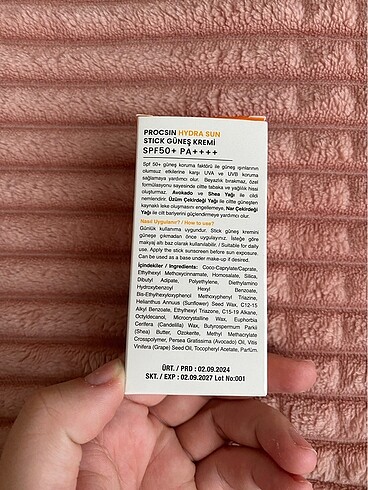 PROCSIN HYDRA SUN
STICK GÜNEŞ KREMİ
SPF50+ PA++++
Spf 50+ güneş koruma faktörü ile güneş ışınlarının
olumsuz etkilerine karşı UVA ve UVB koruma
sağlamaya yardımcı olur. Beyazlık bırakmaz, özel
formülasyonu sayesinde ciltte tabaka ve yağlılık hissi
oluşturmaz. Avokado ve Shea Yağı ile cildi
nemlendirir. Üzüm Çekirdeği Yağı ile ciltte güneşten
kaynaklı leke oluşmasını engellemeye, Nar Çekirdeği
Yağı ile cilt bariyerini güçlendirmeye yardımcı olur.
Nasıl Uygulanır? / How to use?
Günlük kullanıma uygundur. Stick güneş kremini
güneşe çıkmadan önce uygulayınız. İsteğe göre
makyaj altı baz olarak kullanılabilir. / Suitable for daily
use. Apply the stick sunscreen before sun exposure.
Can be used as a base under make-up if desired.
İçindekiler / Ingredients: Coco-Caprylate/Caprate,
Ethylhexyl Methoxycinnamate, Homosalate, Silica,
Dibutyl Adipate, Polyethylene, Diethylamino
Hydroxybenzoyl Hexyl Benzoate,
Bis-Ethylhexyloxyphenol Methoxyphenyl Triazine,
Helianthus Annuus (Sunflower) Seed Wax, C12-15
Alkyl Benzoate, Ethylhexyl Triazone, C15-19 Alkane,
Octyldecanol, Microcrystalline Wax, Euphorbia
Cerifera (Candelilla) Wax, Butyrospermum Parkii
(Shea) Butter, Ozokerite, Methyl Methacrylate
Crosspolymer, Persea Gratissima (Avocado) Oil, Vitis
Vinifera (Grape) Seed Oil, Tocopheryl Acetate, Parfüm.
ÜRT. / PRD : 02.09.2024
SKT. / EXP : 02.09.2027 Lot No:001